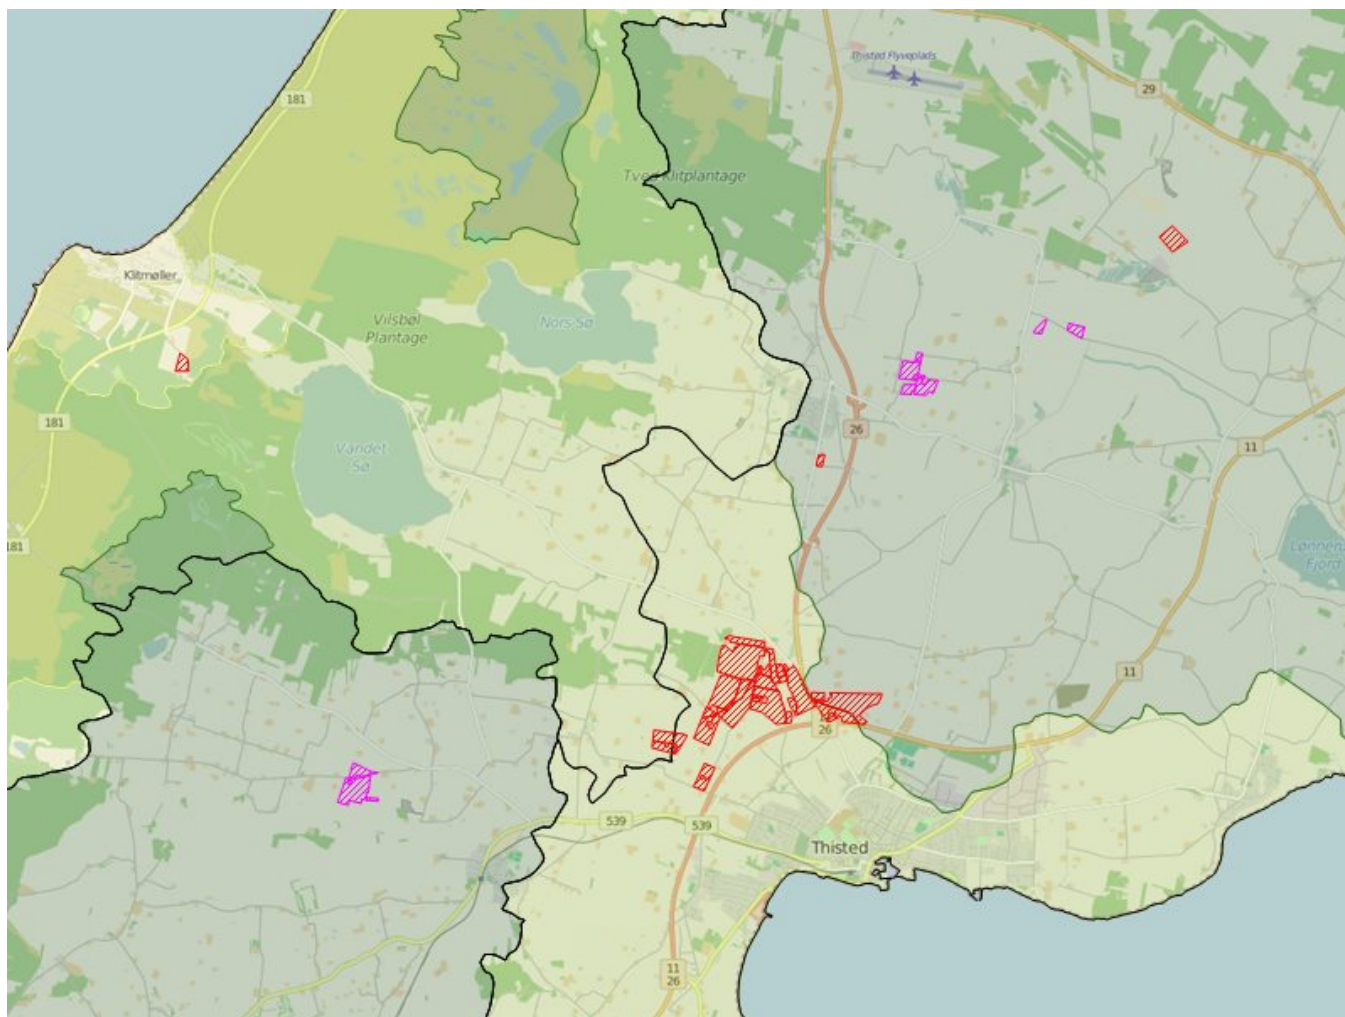 Thisted Flyveplads
181
29
Tved Klitplantage
Klitmøller
Nors Sø
Vilsbøl
Plantage
181
26
11
Vandet
Sø
181
Lønner
Fjord
11
26
539
539
Thisted
11
26